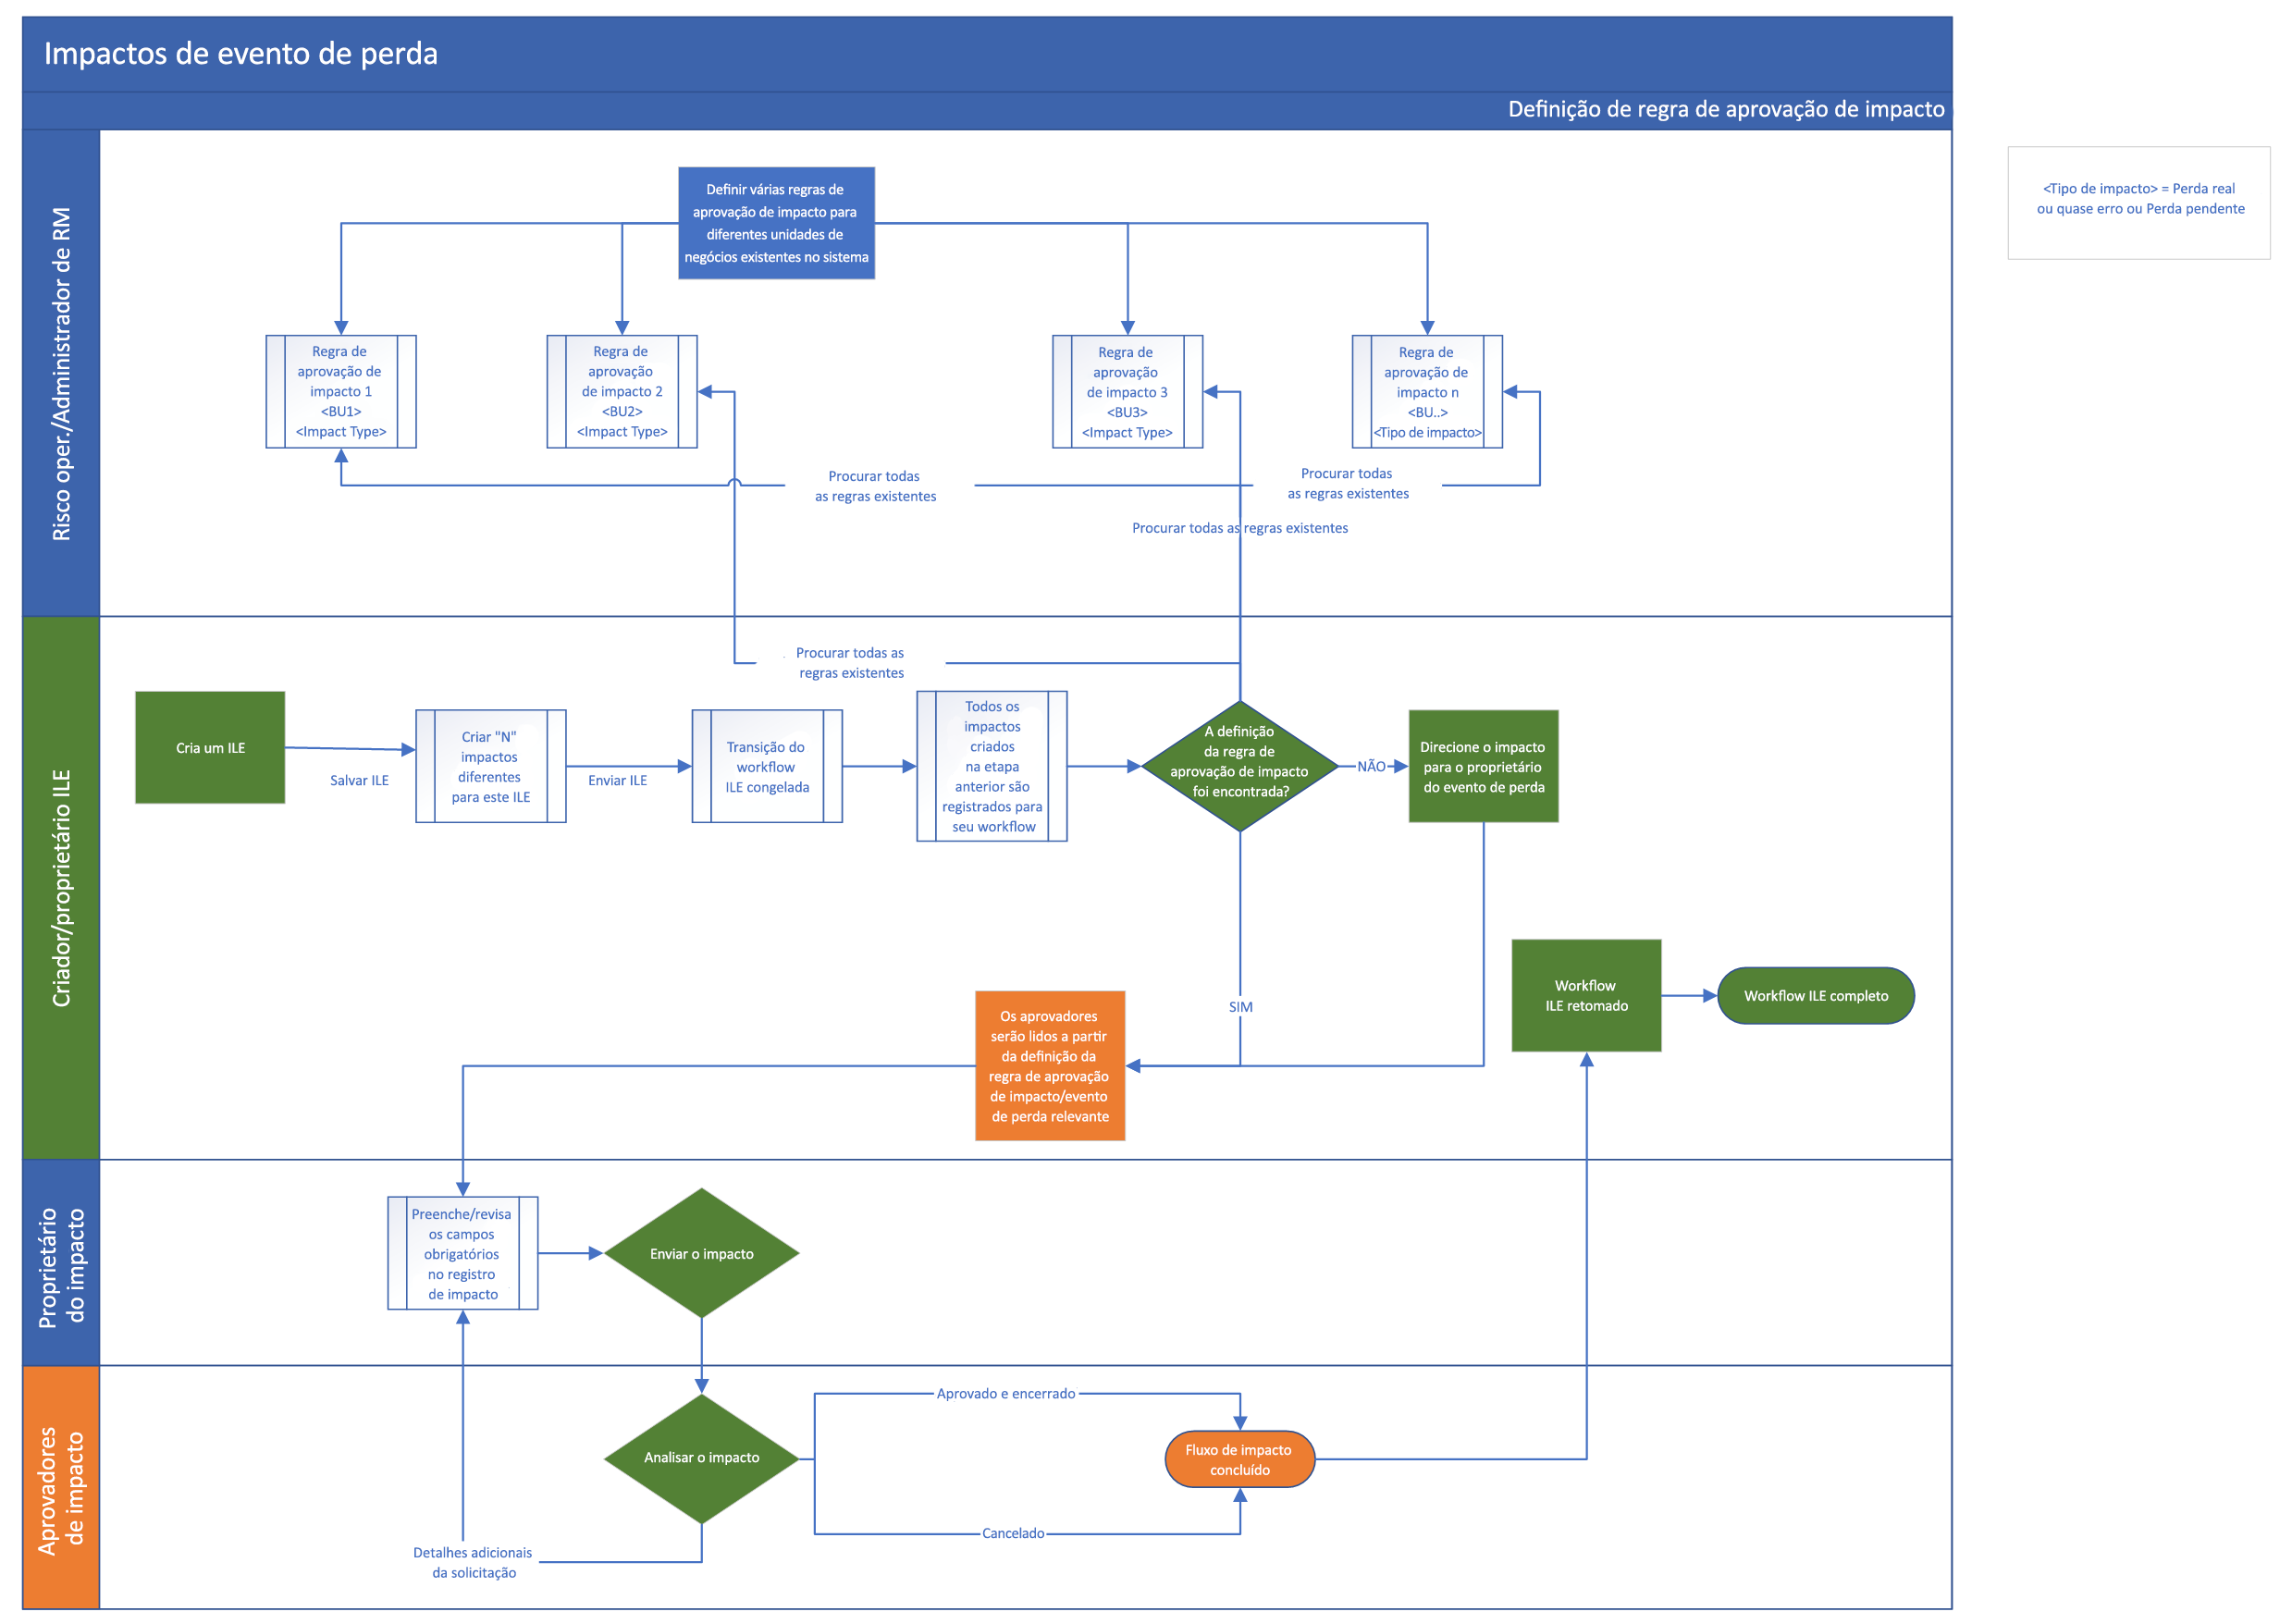 Impactos de evento de perda
Definição de regra de aprovação de impacto
<Tipo de impacto> = Perda real
ou quase erro ou Perda pendente
Risco oper./Administrador de RM
Definir várias regras de
aprovação de impacto para
diferentes unidades de
negócios existentes no sistema
Regra de
aprovação de
impacto 1
<BU1>
<Impact Type>
Regra de
aprovação
de impacto 2
<BU2>
<Impact Type>
Regra de
aprovação
de impacto 3
<BU3>
<Impact Type>
Regra de
aprovação de
impacto n
<BU..>
<Tipo de impacto>
Procurar todas
as regras existentes
Procurar todas
as regras existentes
Procurar todas as regras existentes
Criador/proprietário ILE
Procurar todas as
regras existentes
Cria um ILE
Salvar ILE
Criar "N"
impactos
diferentes
para este ILE
Enviar ILE
Transição do
workflow
ILE congelada
Todos os
impactos
criados
na etapa
anterior são
registrados para
seu workflow
A definição
da regra de
aprovação de impacto
foi encontrada?
NÃO
Direcione o impacto
para o proprietário
do evento de perda
SIM
Os aprovadores
serão lidos a partir
da definição da
regra de aprovação
de impacto/evento
de perda relevante
Workflow
ILE retomado
Workflow ILE completo
Proprietário
do impacto
Preenche/revisa
os campos
obrigatórios
no registro
de impacto
Enviar o impacto
Aprovadores
de impacto
Analisar o impacto
Aprovado e encerrado
Fluxo de impacto
concluído
Cancelado
Detalhes adicionais
da solicitação